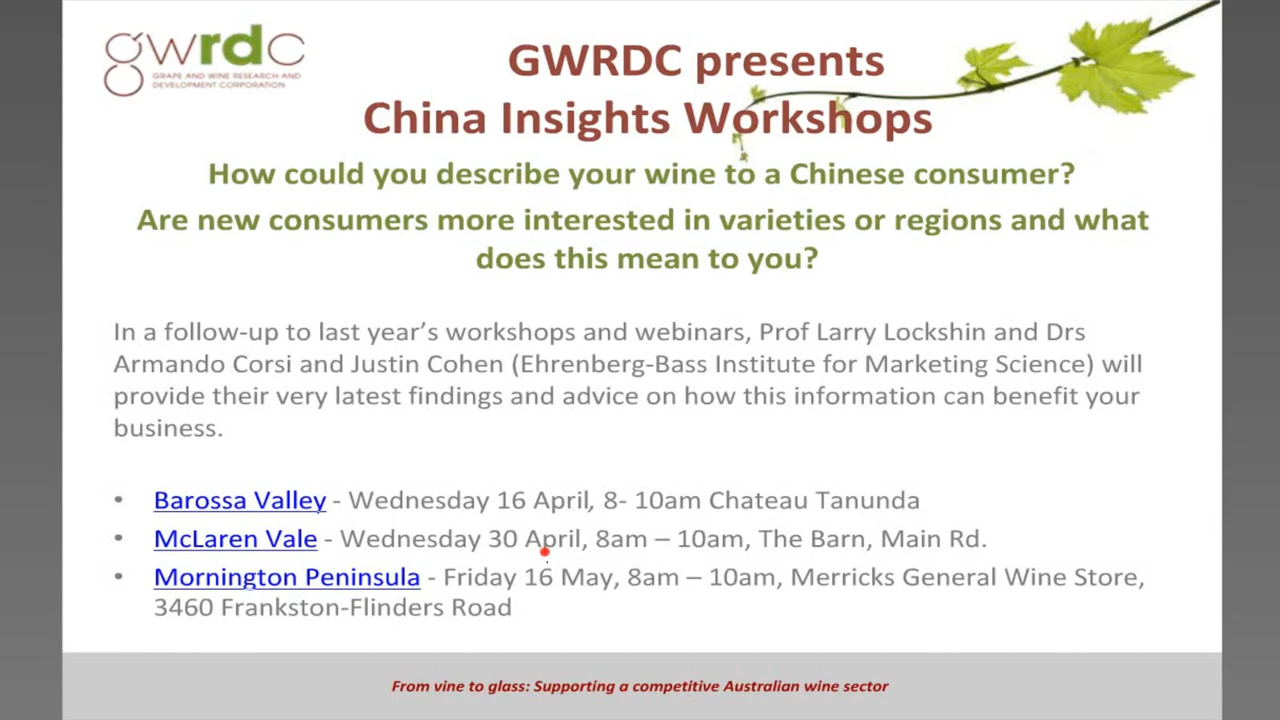 gwrdc
GRAPE AND WINE RESEARCH AND
DEVELOPMENT CORPORATION
GWRDC presents
China Insights Workshops
How could you describe your wine to a Chinese consumer?
Are new consumers more interested in varieties or regions and what
does this mean to you?
In a follow-up to last year’s workshops and webinars, Prof Larry Lockshin and Drs
Armando Corsi and Justin Cohen (Ehrenberg-Bass Institute for Marketing Science) will
provide their very latest findings and advice on how this information can benefit your
business.
• Barossa Valley - Wednesday 16 April, 8- 10am Chateau Tanunda
• McLaren Vale - Wednesday 30 April, 8am – 10am, The Barn, Main Rd.
• Mornington Peninsula - Friday 16 May, 8am – 10am, Merricks General Wine Store,
3460 Frankston-Flinders Road
From vine to glass: Supporting a competitive Australian wine sector